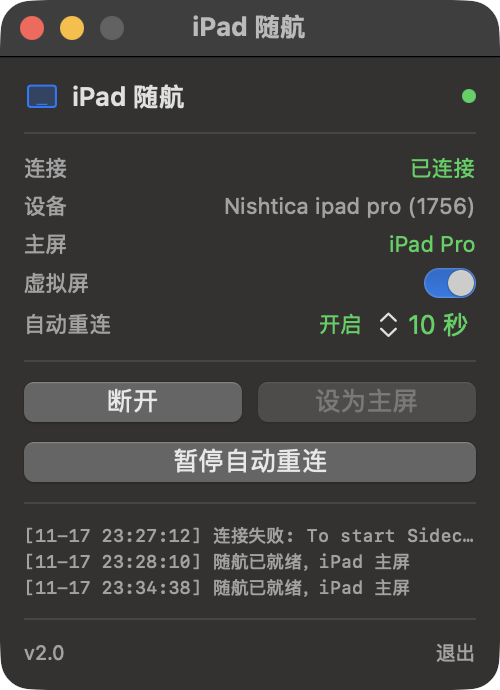 iPad 随航
iPad 随航
连接 已连接
设备 Nishtica ipad pro (1756)
主屏 iPad Pro
虚拟屏
自动重连 开启 10 秒
断开 设为主屏
暂停自动重连
[11-17 23:27:12] 连接失败: To start Sidec…
[11-17 23:28:10] 随航已就绪, iPad 主屏
[11-17 23:34:38] 随航已就绪, iPad 主屏
v2.0 退出